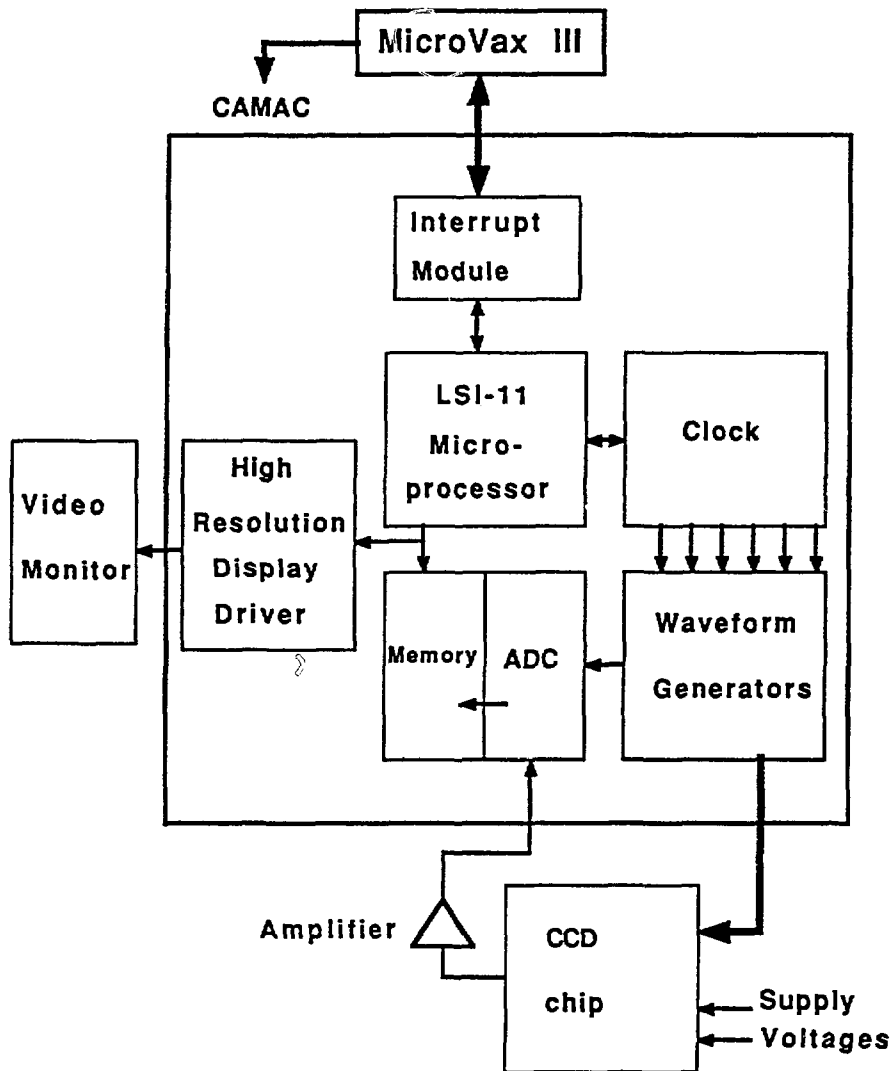 MicroVax III
CAMAC
Interrupt
Module
LSI-11
Micro-
processor
Clock
High
Resolution
Display
Driver
Video
Monitor
Memory
ADC
Waveform
Generators
Amplifier
CCD
chip
Supply
Voltages